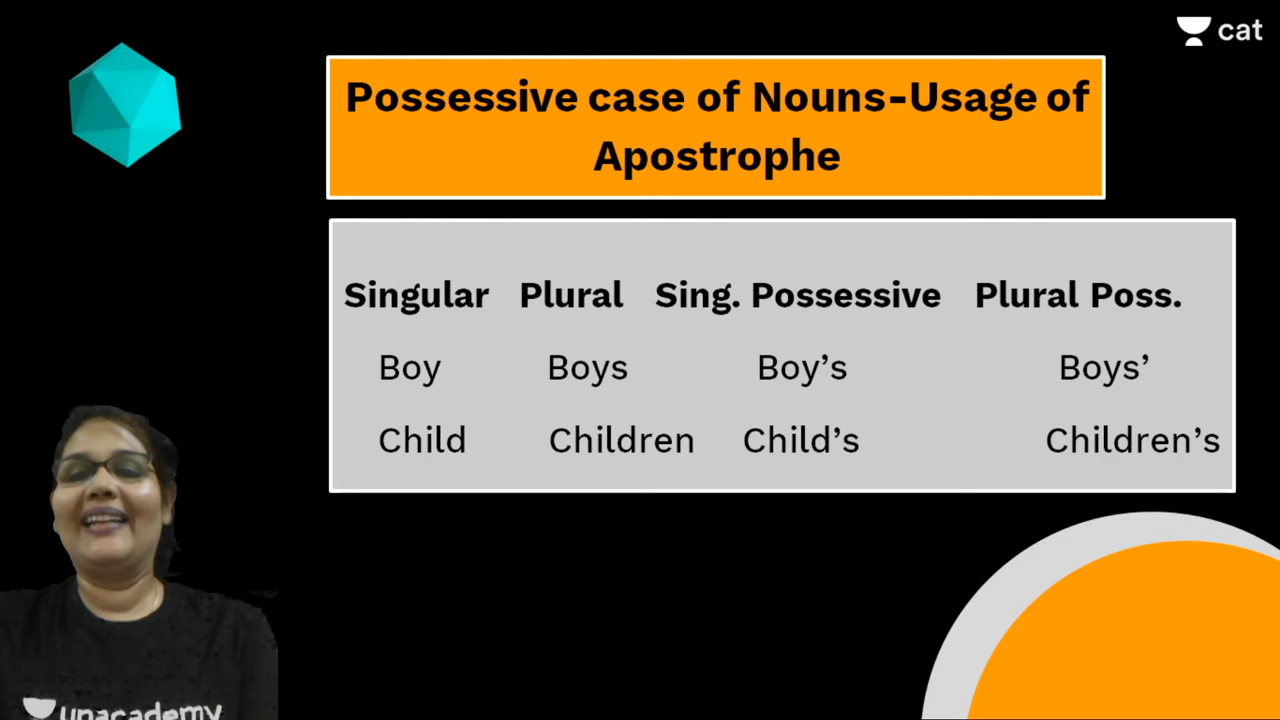 cat
Possessive case of Nouns-Usage of
Apostrophe
Singular Plural Sing. Possessive Plural Poss.
Boy Boys Boy’s Boys’
Child Children Child’s Children’s
unacademy